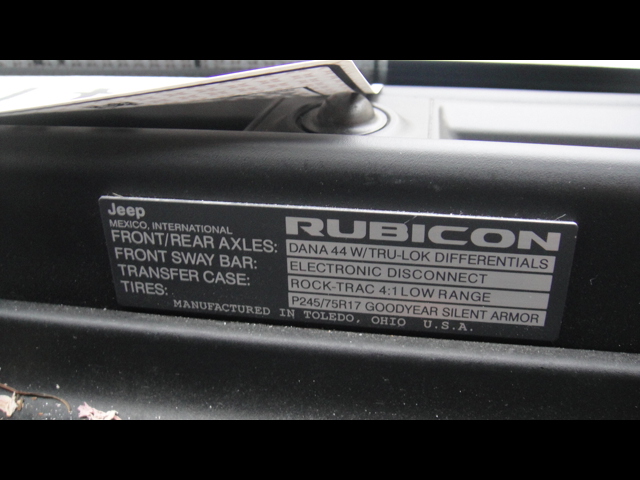 Jeep
MEXICO, INTERNATIONAL
RUBICON
FRONT/REAR AXLES: DANA 44 W/TRU-LOK DIFFERENTIALS
FRONT SWAY BAR: ELECTRONIC DISCONNECT
TRANSFER CASE: ROCK-TRAC 4:1 LOW RANGE
TIRES: P245/75R17 GOODYEAR SILENT ARMOR
MANUFACTURED IN TOLEDO, OHIO U.S.A.